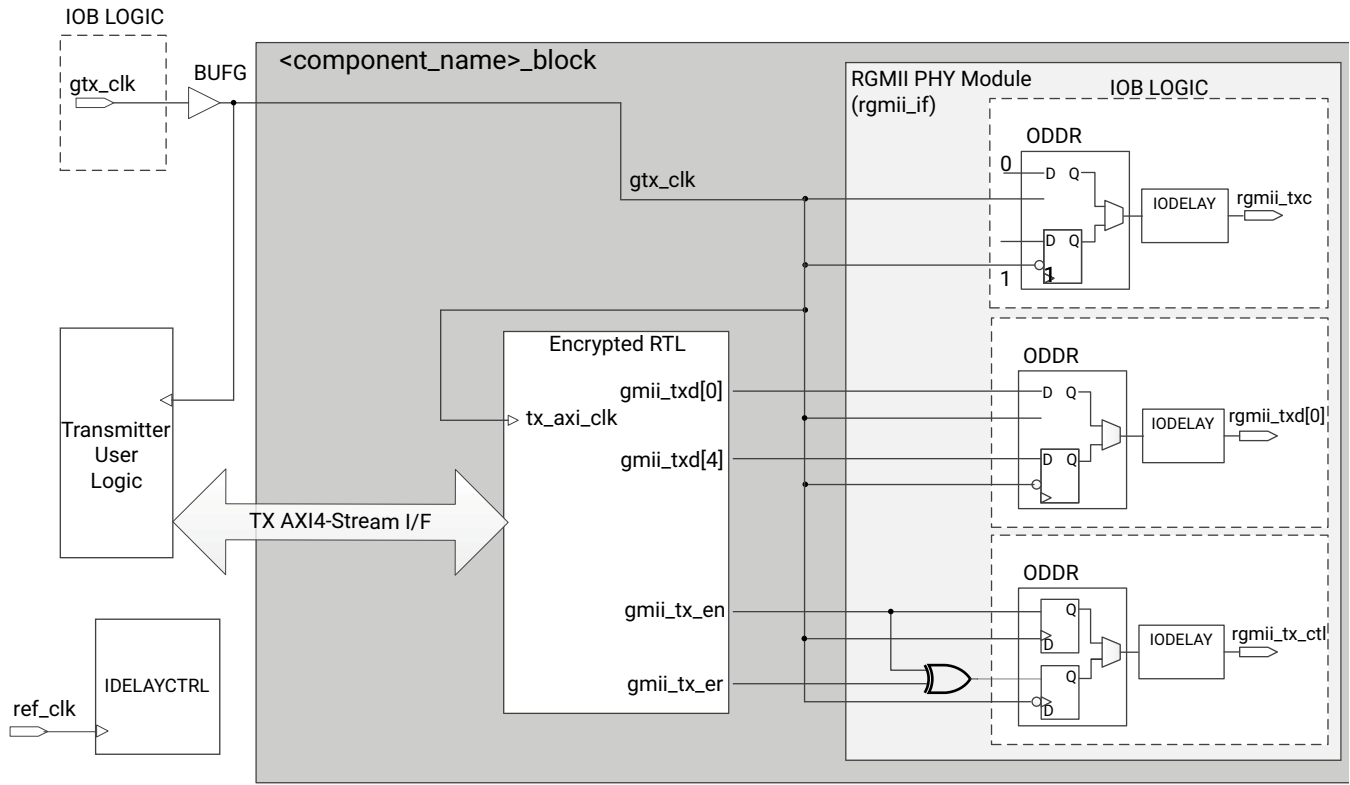 IOB LOGIC
gtx_clk
BUFG
<component_name>_block
RGMII PHY Module
(rgmii_if)
IOB LOGIC
ODDR
0
D Q
gtx_clk
IODELAY
rgmii_txc
D Q
1
1
Encrypted RTL
tx_axi_clk
gmii_txd[0]
gmii_txd[4]
gmii_tx_en
gmii_tx_er
ODDR
D Q
D Q
IODELAY
rgmii_txd[0]
Transmitter
User
Logic
TX AXI4-Stream I/F
ODDR
Q
D
Q
D
IODELAY
rgmii_tx_ctl
IDELAYCTRL
ref_clk